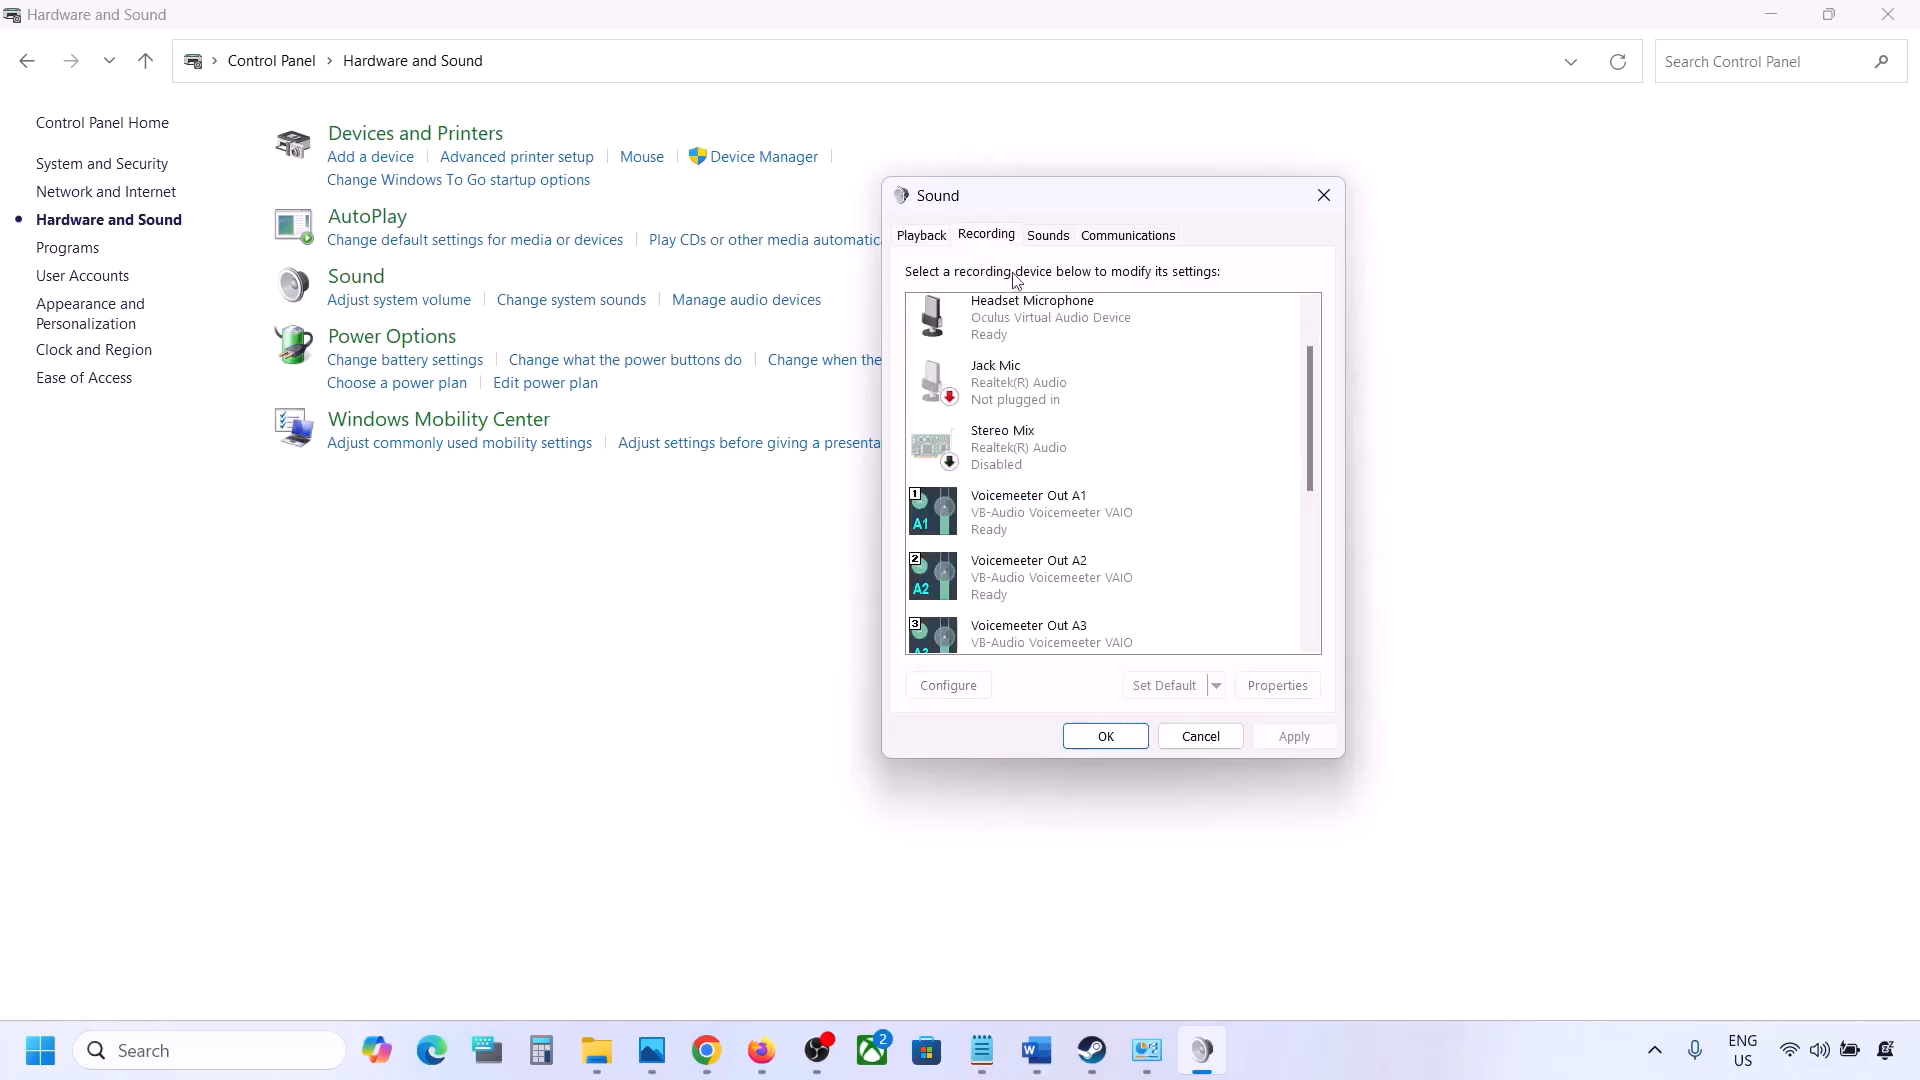 Hardware and Sound
Control Panel
Hardware and Sound
Search Control Panel
Control Panel Home
System and Security
Network and Internet
Hardware and Sound
Programs
User Accounts
Appearance and
Personalization
Clock and Region
Ease of Access
Devices and Printers
Add a device
Advanced printer setup
Mouse
Device Manager
Change Windows To Go startup options
AutoPlay
Change default settings for media or devices
Play CDs or other media automatic
Sound
Adjust system volume
Change system sounds
Manage audio devices
Power Options
Change battery settings
Change what the power buttons do
Change when the
Choose a power plan
Edit power plan
Windows Mobility Center
Adjust commonly used mobility settings
Adjust settings before giving a presenta
Sound
Playback
Recording
Sounds
Communications
Select a recording device below to modify its settings:
Headset Microphone
Oculus Virtual Audio Device
Ready
Jack Mic
Realtek(R) Audio
Not plugged in
Stereo Mix
Realtek(R) Audio
Disabled
1
A1
Voicemeeter Out A1
VB-Audio Voicemeeter VAIO
Ready
2
A2
Voicemeeter Out A2
VB-Audio Voicemeeter VAIO
Ready
3
A3
Voicemeeter Out A3
VB-Audio Voicemeeter VAIO
Configure
Set Default
Properties
OK
Cancel
Apply
Search
2
ENG
US